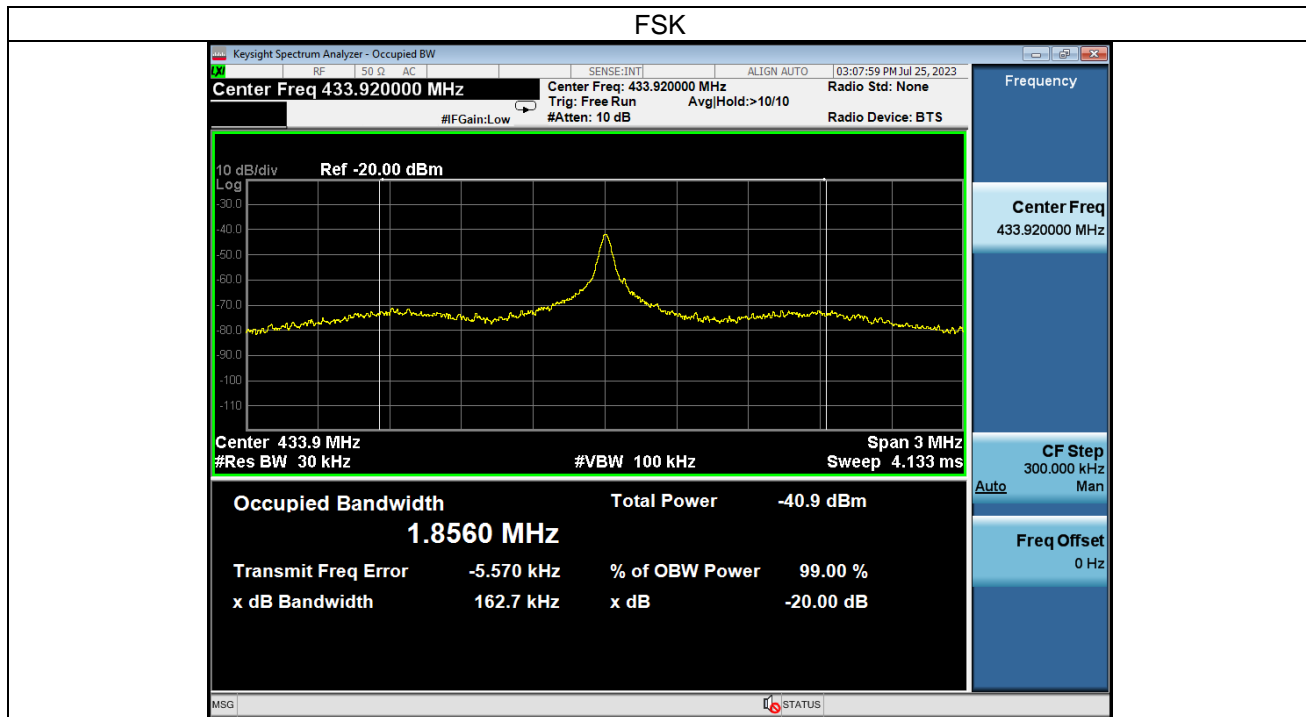 FSK
Keysight Spectrum Analyzer - Occupied BW
LXI RF 50 Ω AC SENSE:INT ALIGN AUTO 03:07:59 PM Jul 25, 2023
Center Freq 433.920000 MHz
Center Freq: 433.920000 MHz
Radio Std: None
Trig: Free Run Avg|Hold:>10/10
#IFGain:Low
#Atten: 10 dB
Radio Device: BTS
10 dB/div Ref -20.00 dBm
Log
-30.0
-40.0
-50.0
-60.0
-70.0
-80.0
-90.0
-100
-110
Center 433.9 MHz Span 3 MHz
#Res BW 30 kHz #VBW 100 kHz Sweep 4.133 ms
Occupied Bandwidth
1.8560 MHz
Total Power -40.9 dBm
Transmit Freq Error -5.570 kHz % of OBW Power 99.00 %
x dB Bandwidth 162.7 kHz x dB -20.00 dB
Frequency
Center Freq
433.920000 MHz
CF Step
300.000 kHz
Auto Man
Freq Offset
0 Hz
MSG STATUS